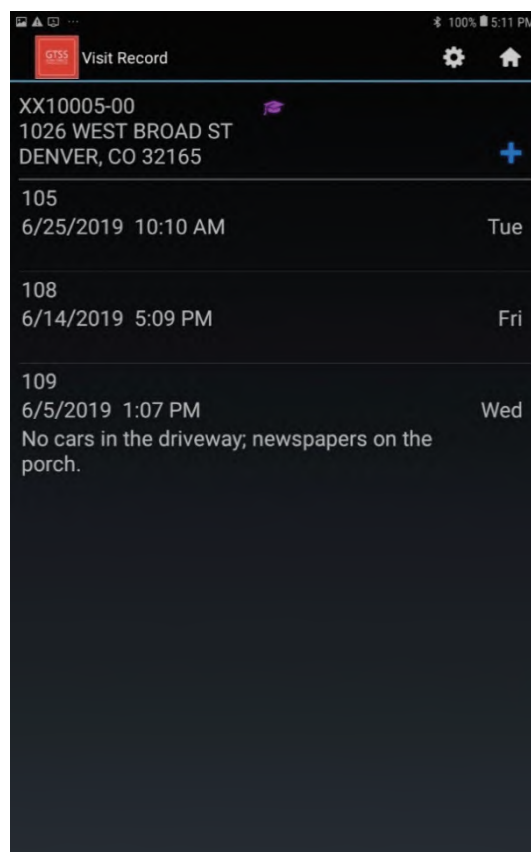 100% 5:11 PM
GTSS
Visit Record
XX10005-00
1026 WEST BROAD ST
DENVER, CO 32165
105
6/25/2019 10:10 AM Tue
108
6/14/2019 5:09 PM Fri
109
6/5/2019 1:07 PM Wed
No cars in the driveway; newspapers on the
porch.